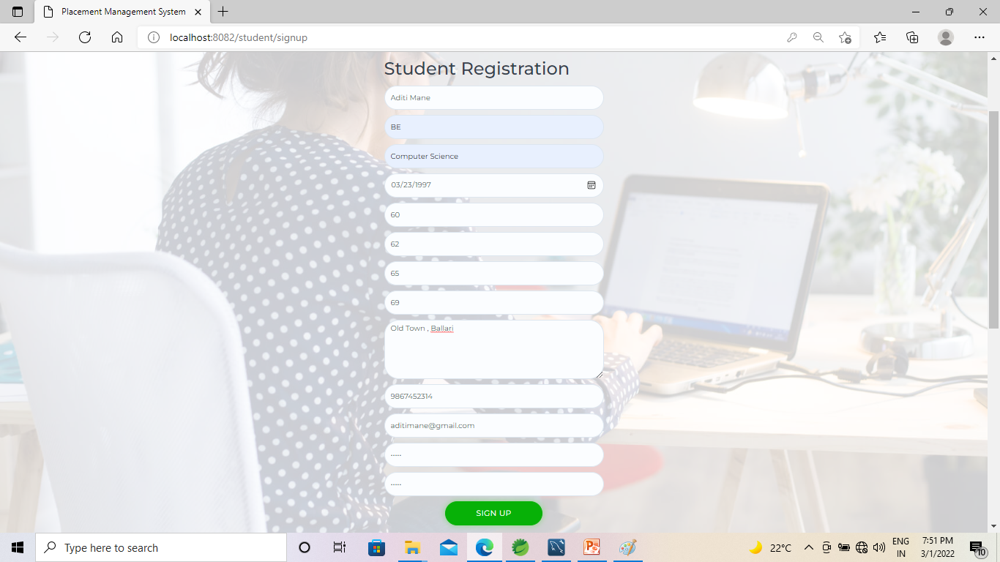 Placement Management System
localhost:8082/student/signup
Student Registration
Aditi Mane
BE
Computer Science
03/23/1997
60
62
65
69
Old Town , Ballari
9867452314
aditimane@gmail.com
•••••
•••••
SIGN UP
Type here to search
22°C
ENG
IN
7:51 PM
3/1/2022
10